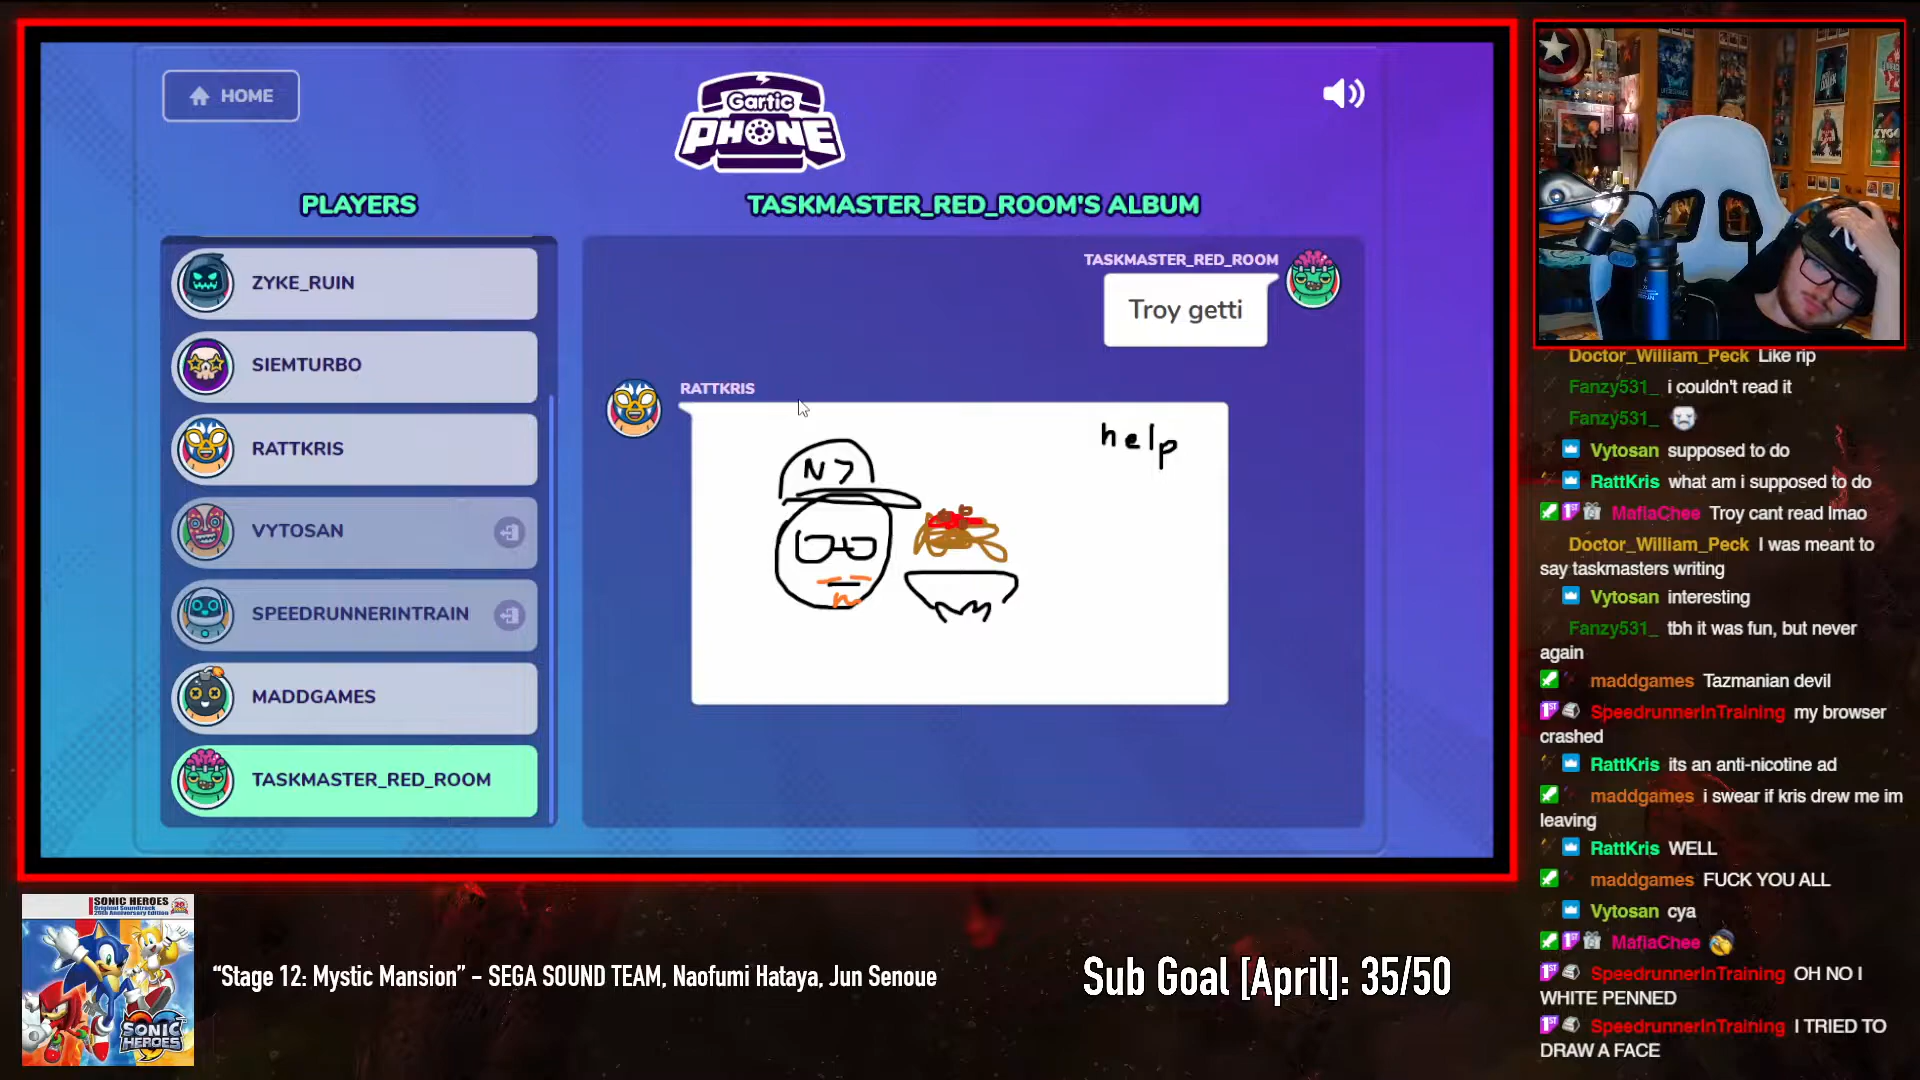 HOME
Gartic
PHONE
PLAYERS
ZYKE_RUIN
SIEMTURBO
RATTKRIS
VYTOSAN
SPEEDRUNNERINTRAIN
MADDGAMES
TASKMASTER_RED_ROOM
TASKMASTER_RED_ROOM'S ALBUM
TASKMASTER_RED_ROOM
Troy getti
RATTKRIS
help
N7
Doctor_William_Peck Like rip
Fanzy531_ i couldn't read it
Fanzy531_
Vytosan supposed to do
RattKris what am i supposed to do
MafiaChee Troy cant read lmao
Doctor_William_Peck I was meant to
say taskmasters writing
Vytosan interesting
Fanzy531_ tbh it was fun, but never
again
maddgames Tazmanian devil
SpeedrunnerInTraining my browser
crashed
RattKris its an anti-nicotine ad
maddgames i swear if kris drew me im
leaving
RattKris WELL
maddgames FUCK YOU ALL
Vytosan cya
MafiaChee
SpeedrunnerInTraining OH NO I
WHITE PENNED
SpeedrunnerInTraining I TRIED TO
DRAW A FACE
SONIC HEROES
Original Soundtrack
20th Anniversary Edition
SONIC
HEROES
“Stage 12: Mystic Mansion” – SEGA SOUND TEAM, Naofumi Hataya, Jun Senoue
Sub Goal [April]: 35/50